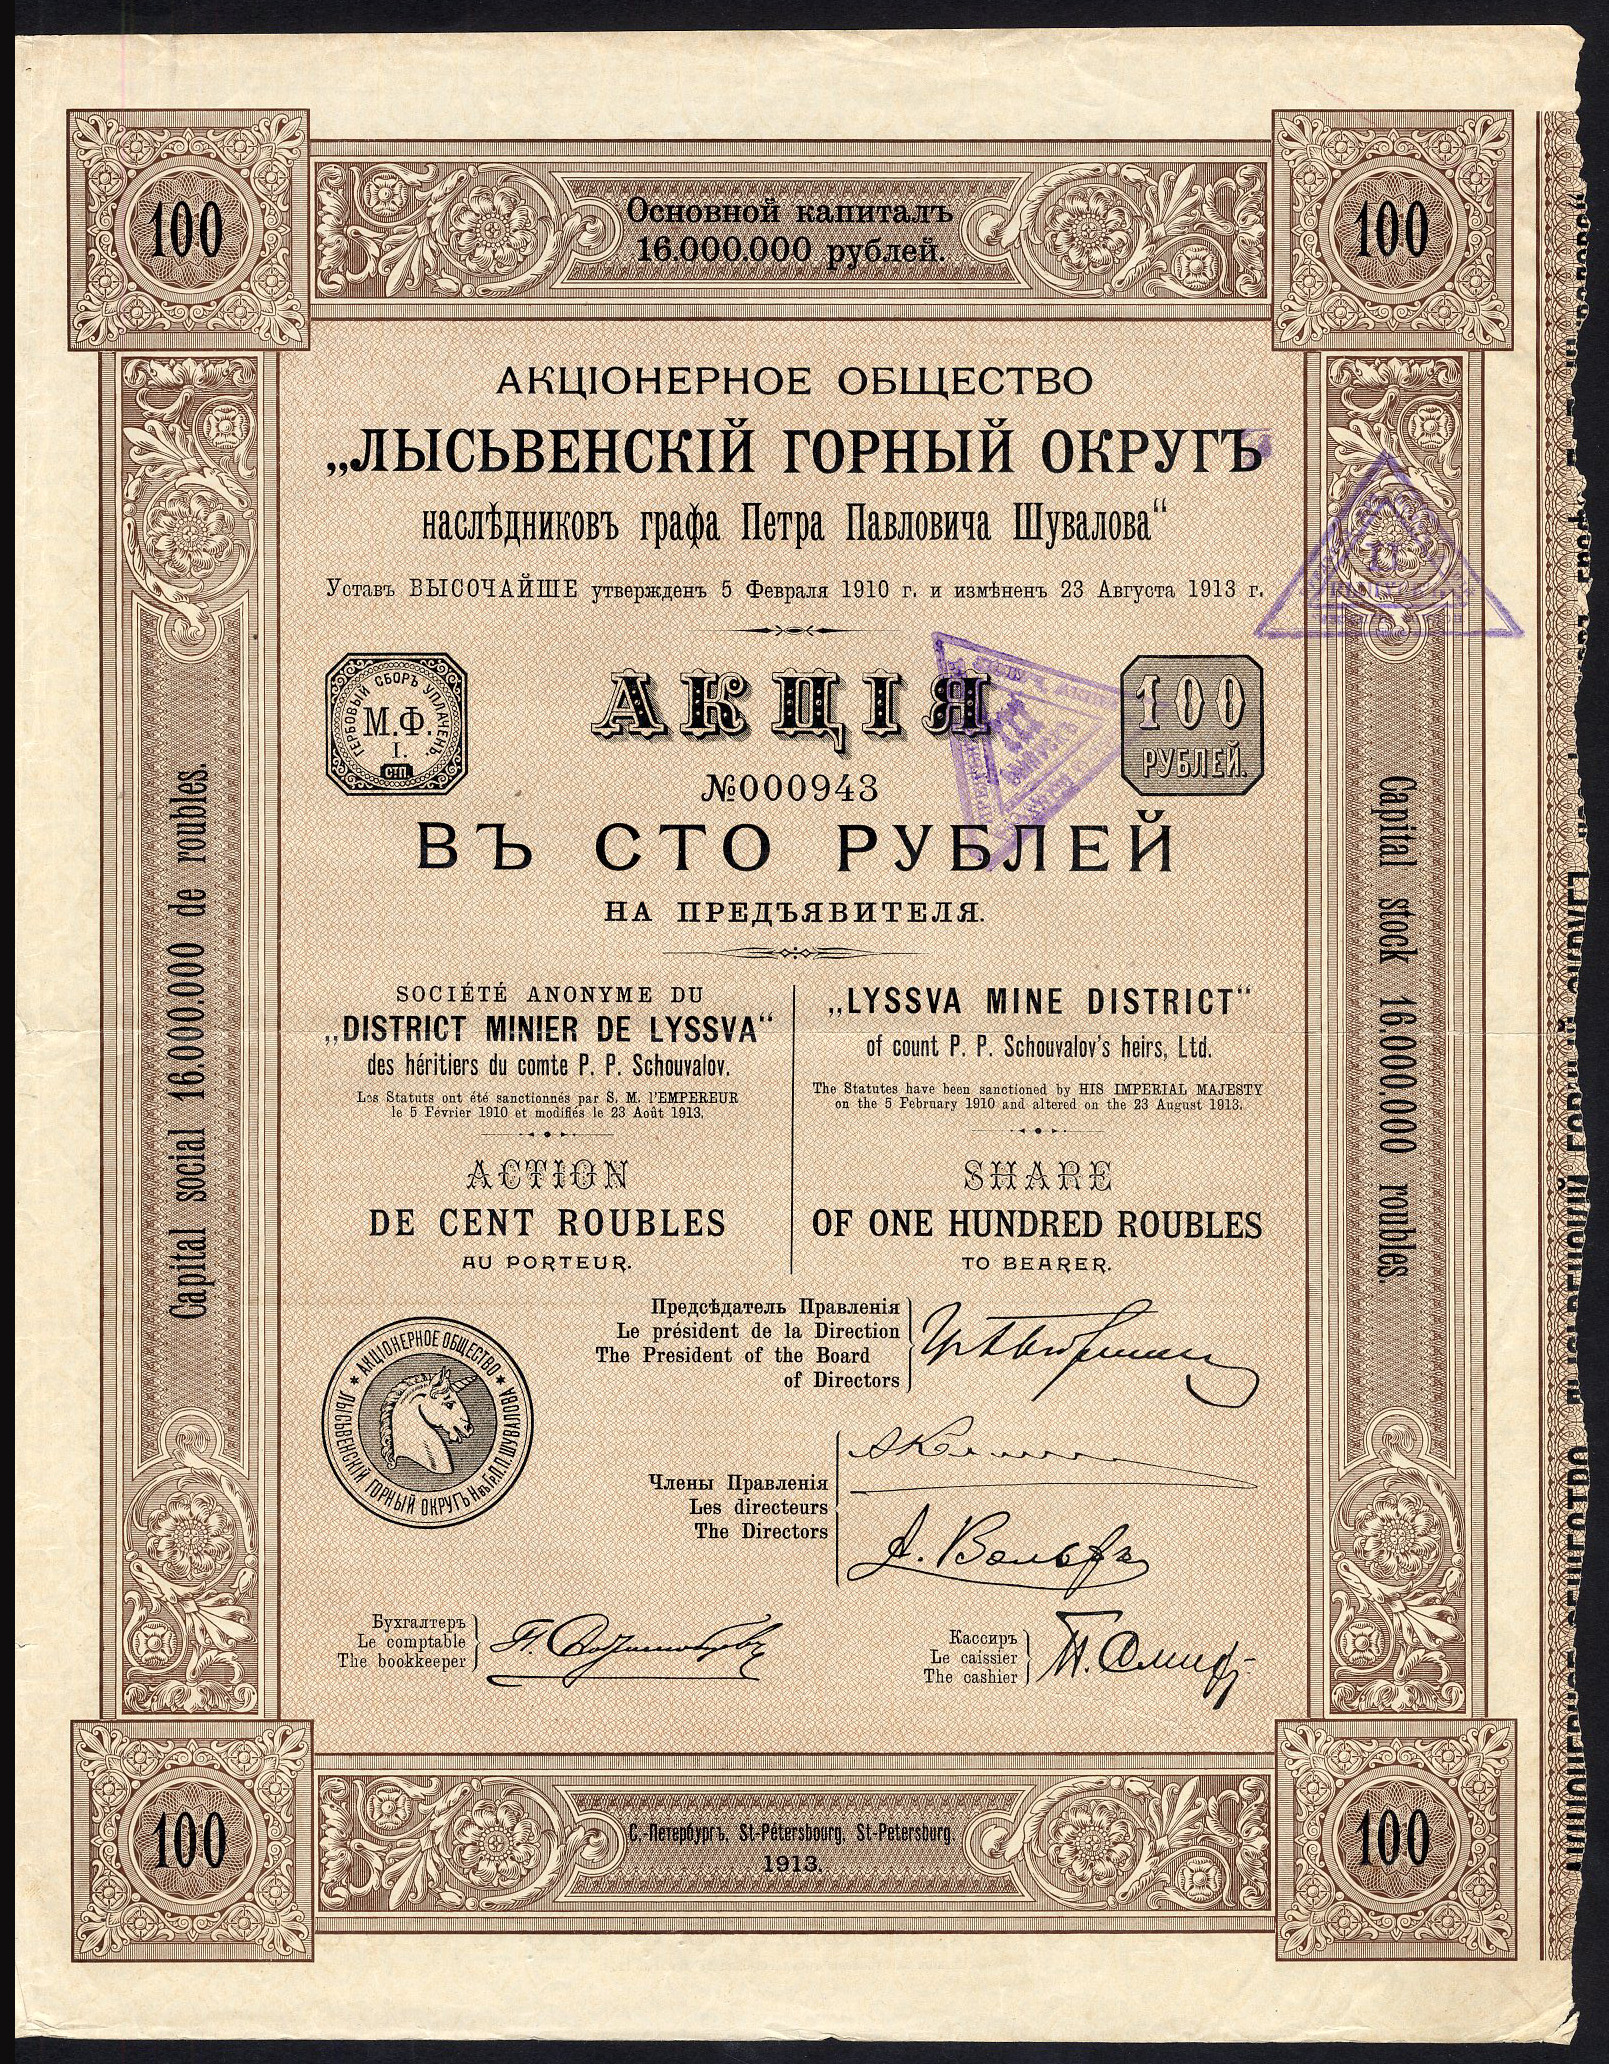 100
Основной капиталъ
16.000.000 рублей.
100
АКЦІОНЕРНОЕ ОБЩЕСТВО
„ЛЫСЬВЕНСКІЙ ГОРНЫЙ ОКРУГЪ
наслѣдниковъ графа Петра Павловича Шувалова“
Уставъ ВЫСОЧАЙШЕ утвержденъ 5 Февраля 1910 г. и измѣненъ 23 Августа 1913 г.
ГЕРБОВЫЙ СБОРЪ УПЛАЧЕНЪ.
М.Ф.
I.
С.П.
АКЦІЯ
100
РУБЛЕЙ.
№000943
ВЪ СТО РУБЛЕЙ
НА ПРЕДЪЯВИТЕЛЯ.
Capital social 16.000.000 de roubles.
Capital stock 16.000.000 roubles.
SOCIÉTÉ ANONYME DU
„DISTRICT MINIER DE LYSSVA“
des héritiers du comte P. P. Schouvalov.
Les Statuts ont été sanctionnés par S. M. l'EMPEREUR
le 5 Février 1910 et modifiés le 23 Août 1913.
ACTION
DE CENT ROUBLES
AU PORTEUR.
„LYSSVA MINE DISTRICT“
of count P. P. Schouvalov's heirs, Ltd.
The Statutes have been sanctioned by HIS IMPERIAL MAJESTY
on the 5 February 1910 and altered on the 23 August 1913.
SHARE
OF ONE HUNDRED ROUBLES
TO BEARER.
Предсѣдатель Правленія
Le président de la Direction
The President of the Board
of Directors
АКЦІОНЕРНОЕ ОБЩЕСТВО
ЛЫСЬВЕНСКІЙ ГОРНЫЙ ОКРУГЪ Н-въ Гр. П.П. ШУВАЛОВА
Члены Правленія
Les directeurs
The Directors
А. Вольфъ
Бухгалтеръ
Le comptable
The bookkeeper
Кассиръ
Le caissier
The cashier
100
С.-Петербургъ. St-Pétersbourg. St-Petersburg.
1913.
100